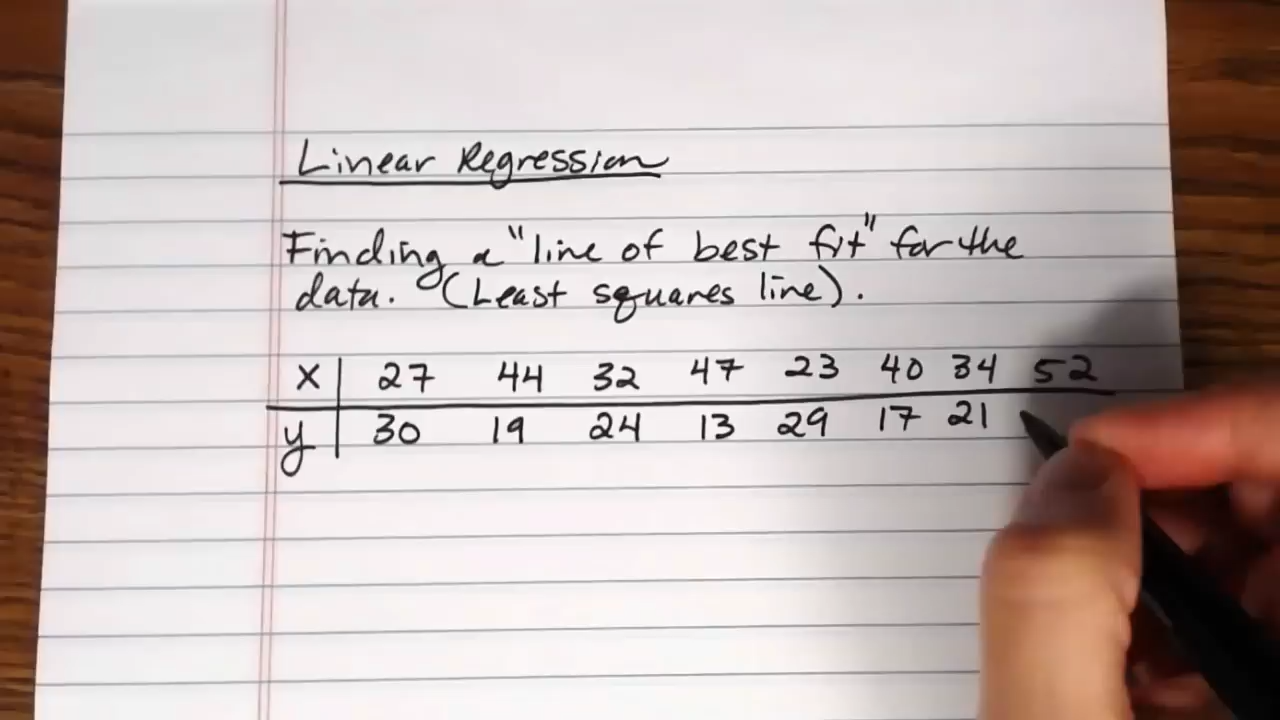 Linear Regression
Finding a "line of best fit" for the
data. (Least squares line).
x 27 44 32 47 23 40 34 52
y 30 19 24 13 29 17 21